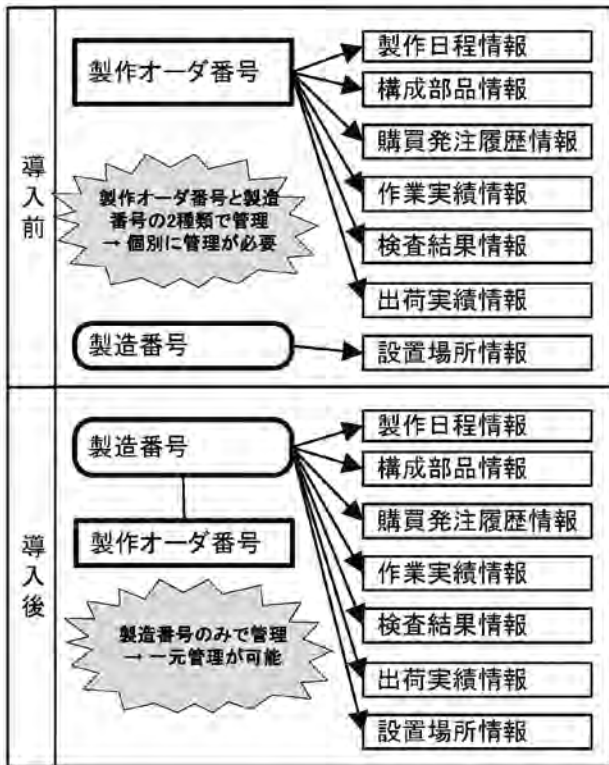 導入前
製作オーダ番号
製作日程情報
構成部品情報
購買発注履歴情報
作業実績情報
検査結果情報
出荷実績情報
製作オーダ番号と製造
番号の2種類で管理
→ 個別に管理が必要
製造番号
設置場所情報
導入後
製造番号
製作オーダ番号
製作日程情報
構成部品情報
購買発注履歴情報
作業実績情報
検査結果情報
出荷実績情報
設置場所情報
製造番号のみで管理
→ 一元管理が可能